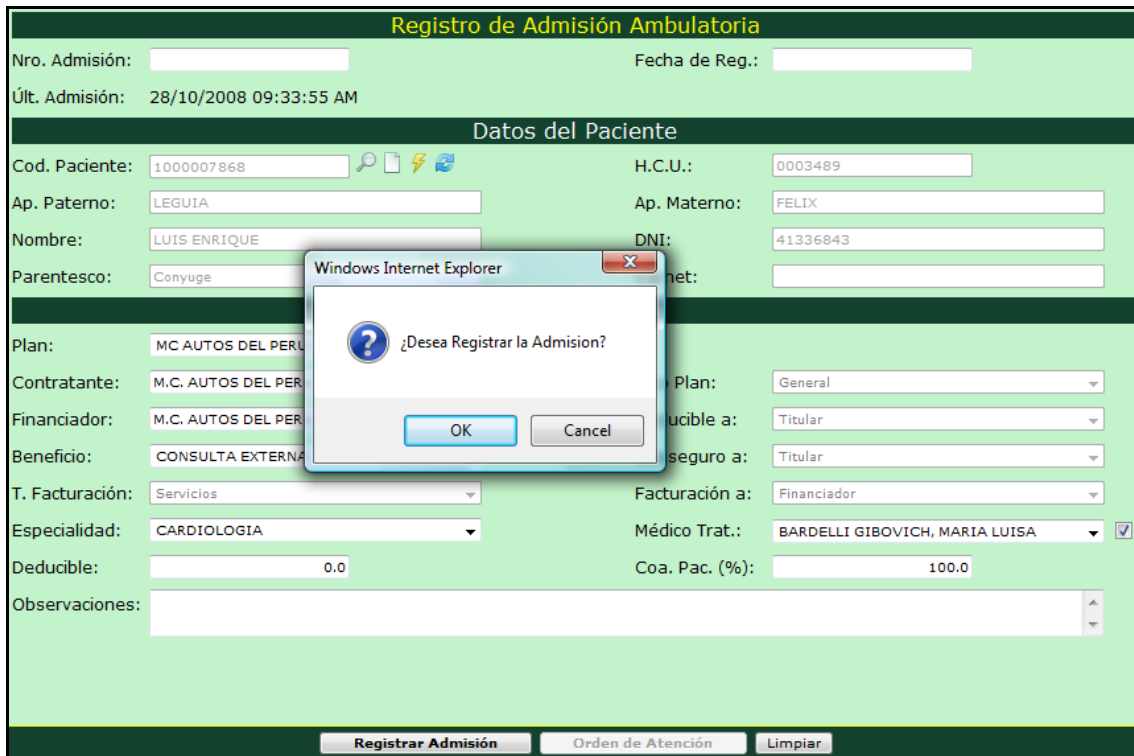 Registro de Admisión Ambulatoria
Nro. Admisión: Fecha de Reg.:
Últ. Admisión: 28/10/2008 09:33:55 AM
Datos del Paciente
Cod. Paciente: 1000007868 H.C.U.: 0003489
Ap. Paterno: LEGUIA Ap. Materno: FELIX
Nombre: LUIS ENRIQUE DNI: 41336843
Parentesco: Conyuge net:
Windows Internet Explorer
¿Desea Registrar la Admision?
OK Cancel
Plan: MC AUTOS DEL PERU
Contratante: M.C. AUTOS DEL PER Plan: General
Financiador: M.C. AUTOS DEL PER ucible a: Titular
Beneficio: CONSULTA EXTERNA seguro a: Titular
T. Facturación: Servicios Facturación a: Financiador
Especialidad: CARDIOLOGIA Médico Trat.: BARDELLI GIBOVICH, MARIA LUISA
Deducible: 0.0 Coa. Pac. (%): 100.0
Observaciones:
Registrar Admisión Orden de Atención Limpiar